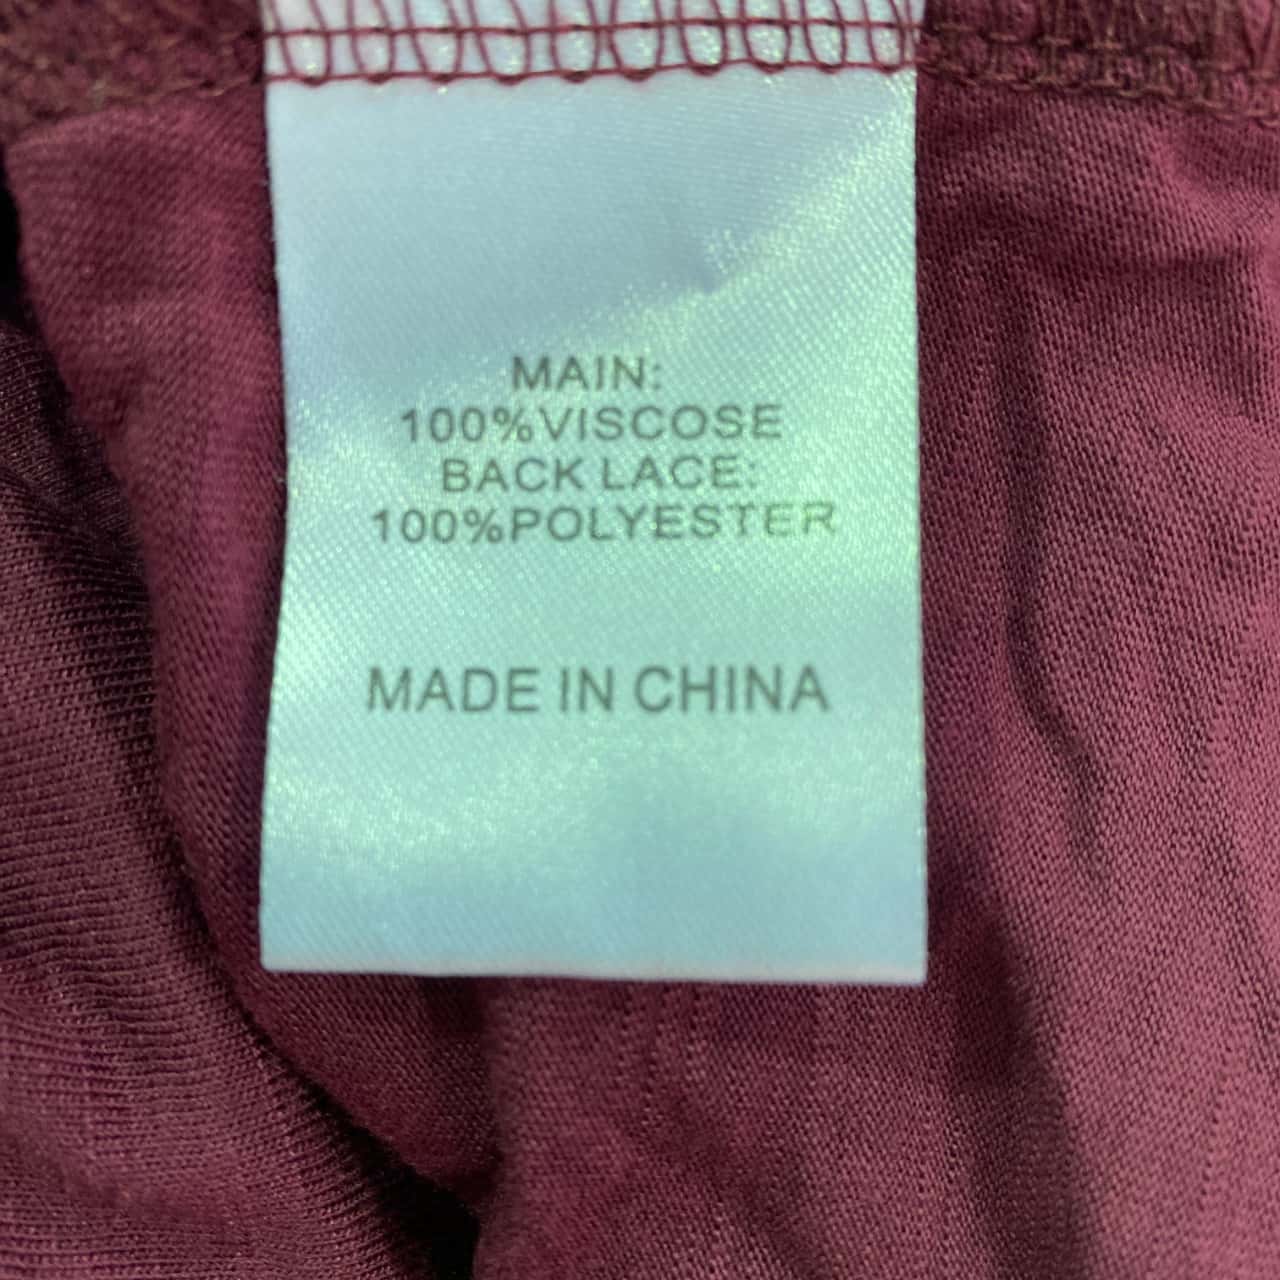 MAIN:
100%VISCOSE
BACK LACE:
100%POLYESTER
MADE IN CHINA